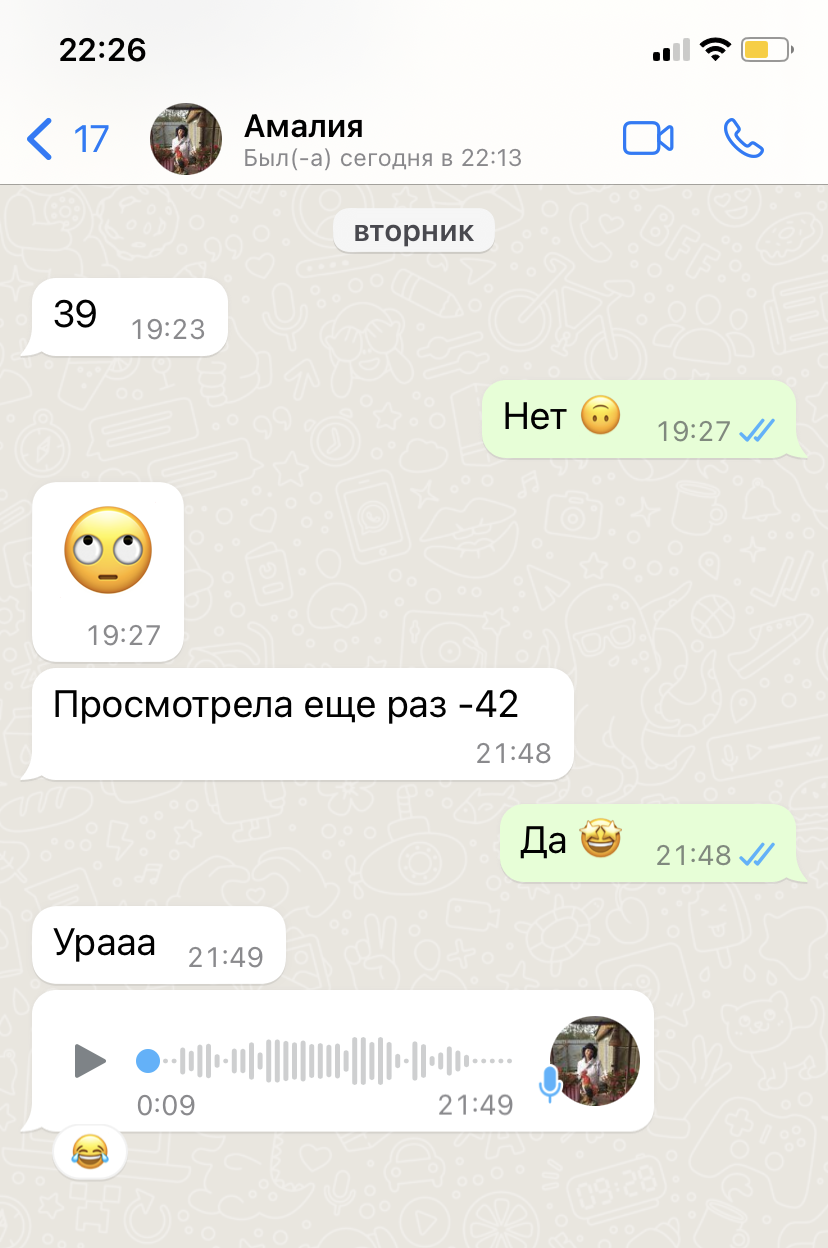 22:26
17
Амалия
Был(-а) сегодня в 22:13
вторник
39
19:23
Нет 🙃
19:27
🙄
19:27
Просмотрела еще раз -42
21:48
Да 🤩
21:48
Урааа
21:49
0:09
21:49
😂